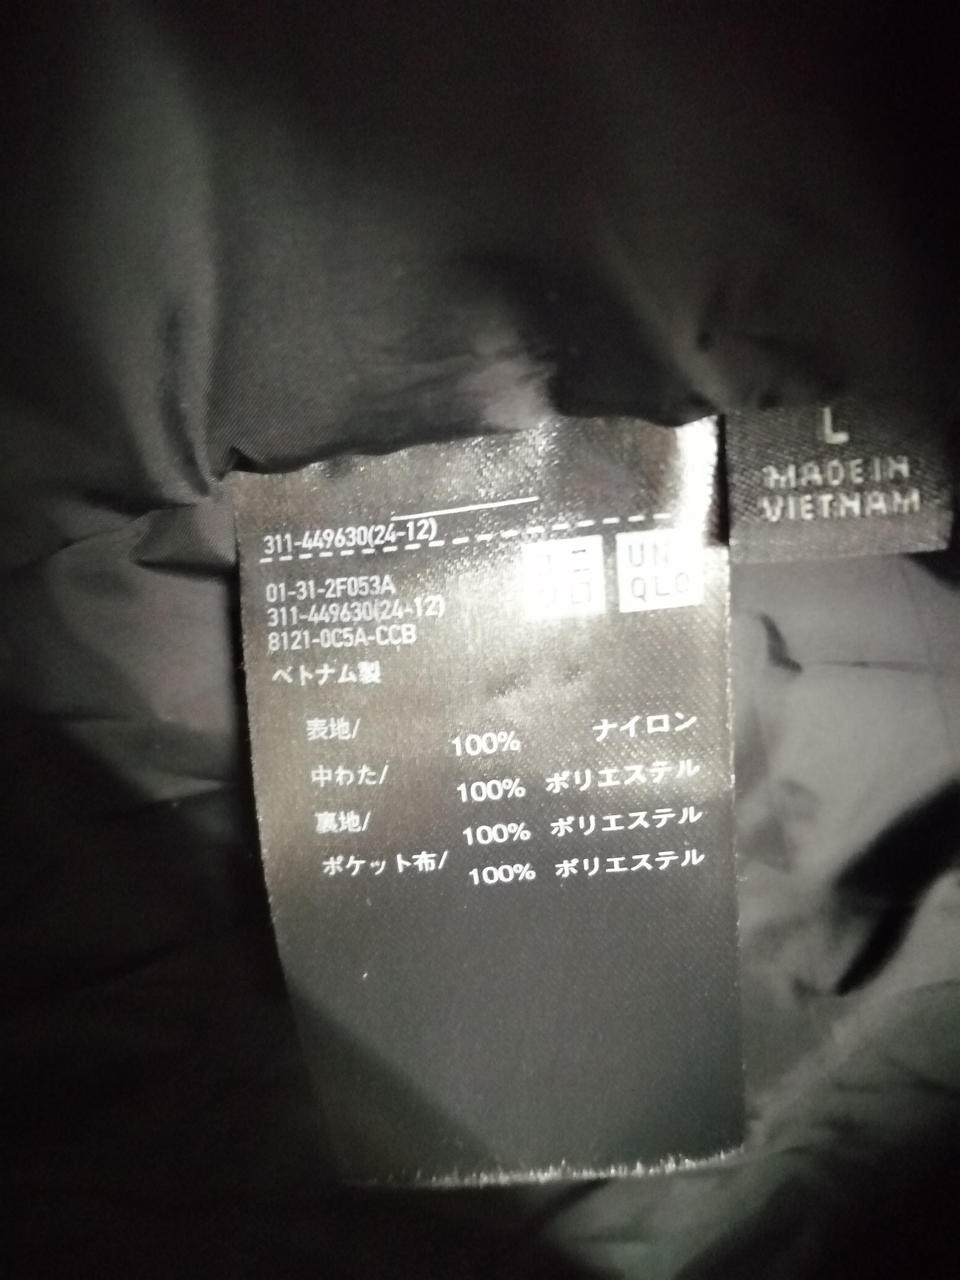 L
MADE IN
VIETNAM
311-449630(24-12)
UNI
QLO
01-31-2F053A
311-449630(24-12)
8121-0C5A-CCB
ベトナム製
表地/ 100% ナイロン
中わた/ 100% ポリエステル
裏地/ 100% ポリエステル
ポケット布/ 100% ポリエステル